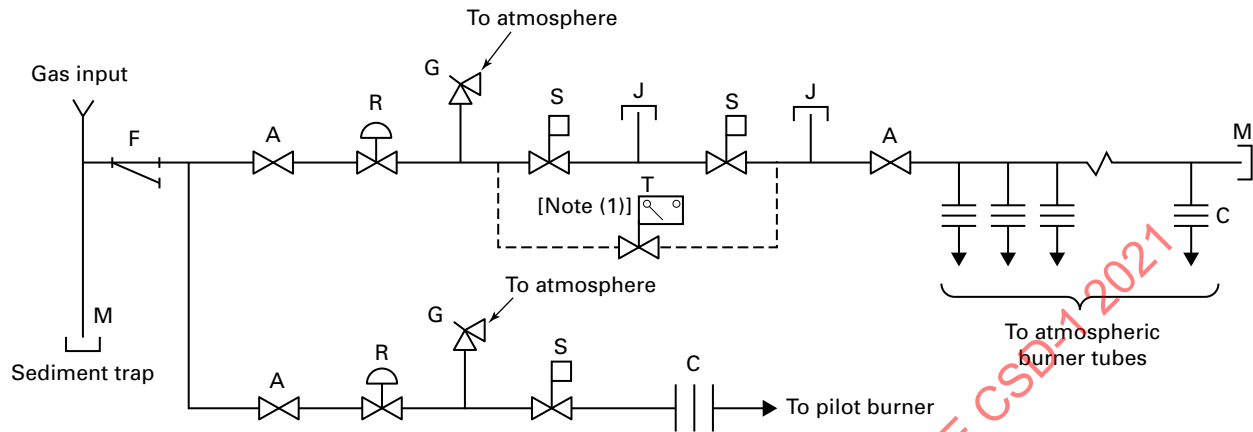 To atmosphere
Gas input
G
F
A
R
S
J
S
J
A
M
T
[Note (1)]
C
To atmosphere
G
M
Sediment trap
A
R
S
C
To pilot burner
To atmospheric
burner tubes
CSD-1 2021